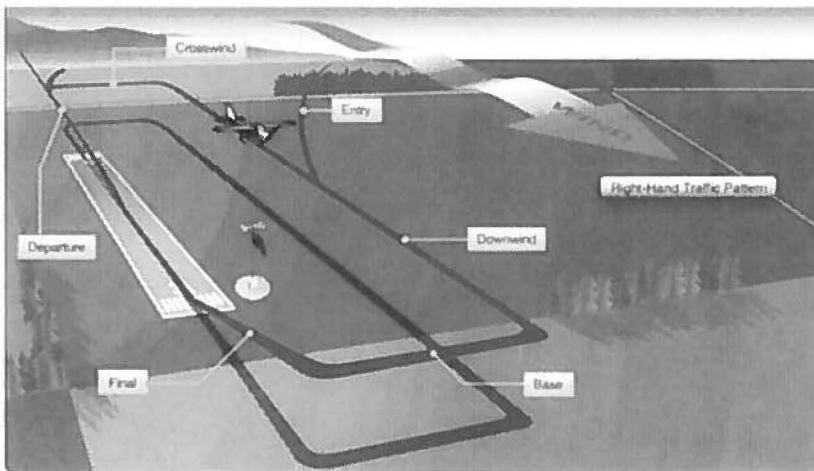 Crosswind
Entry
Right-Hand Traffic Pattern
Departure
Downwind
Final
Base